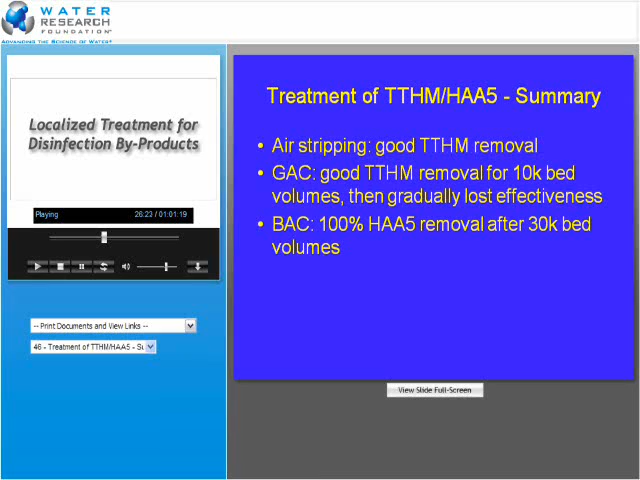 WATER
RESEARCH
FOUNDATION
ADVANCING THE SCIENCE OF WATER®
Localized Treatment for
Disinfection By-Products
Playing 26:23 / 01:01:19
-- Print Documents and View Links --
46 - Treatment of TTHM/HAA5 - Su
Treatment of TTHM/HAA5 - Summary
• Air stripping: good TTHM removal
• GAC: good TTHM removal for 10k bed
volumes, then gradually lost effectiveness
• BAC: 100% HAA5 removal after 30k bed
volumes
View Slide Full-Screen